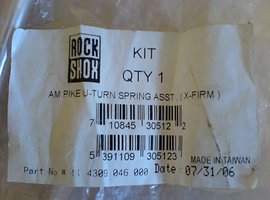 ROCK
SHOX
KIT
QTY 1
AM PIKE U-TURN SPRING ASST. (X-FIRM)
7 10845 30512 2
5 391109 305123
MADE IN TAIWAN
Part No # 11 4309 046 000 Date: 07/31/06